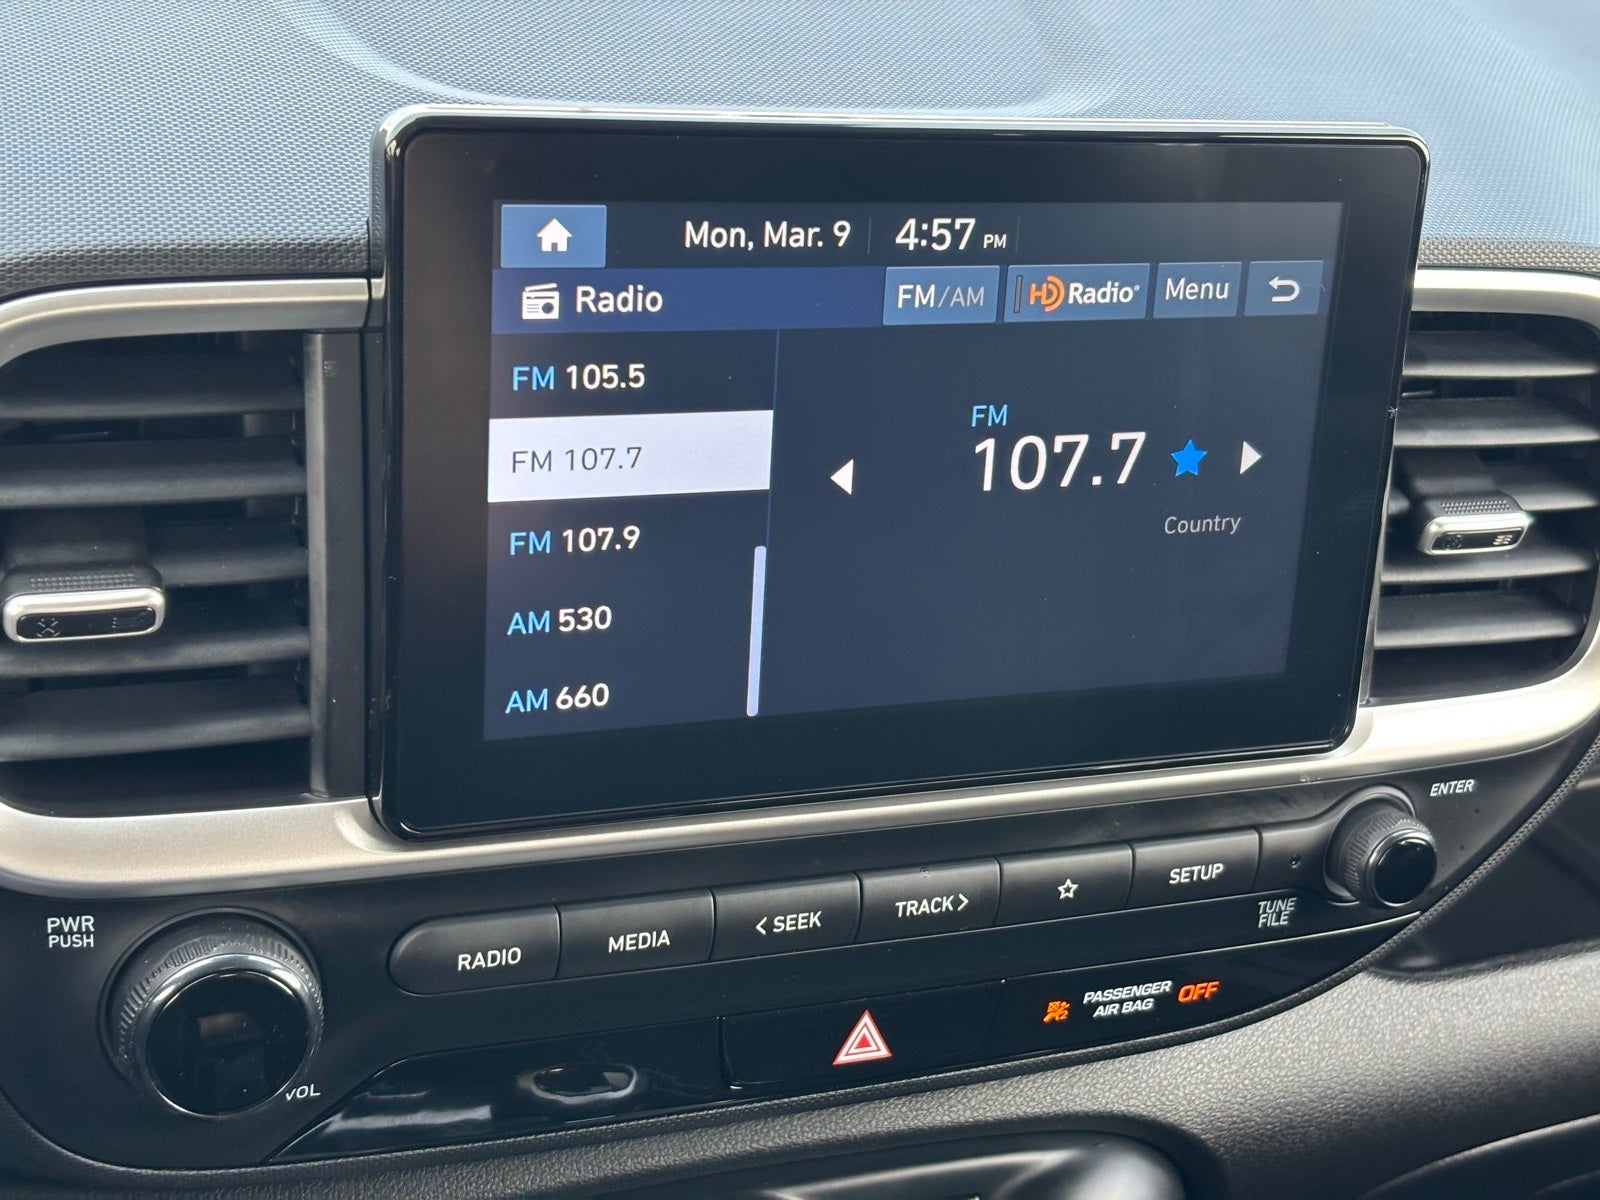 Mon, Mar. 9 4:57 PM
Radio FM/AM HD Radio Menu
FM 105.5
FM 107.7
FM 107.9
AM 530
AM 660
FM
107.7
Country
ENTER
PWR
PUSH
VOL
RADIO MEDIA < SEEK TRACK > SETUP
TUNE
FILE
PASSENGER
AIR BAG OFF